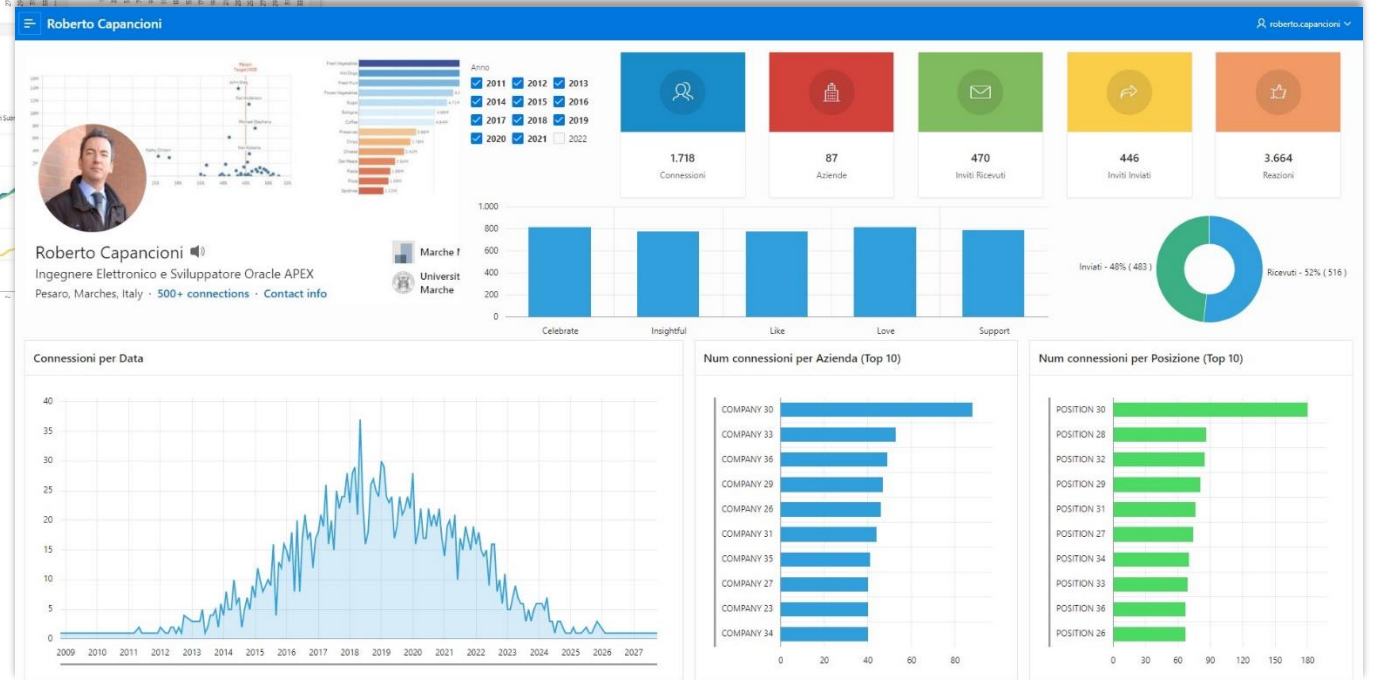 Roberto Capancioni
roberto.capancioni
Anno
2011 2012 2013
2014 2015 2016
2017 2018 2019
2020 2021 2022
1.718
Connessioni
87
Aziende
470
Inviti Ricevuti
446
Inviti Inviati
3.664
Reazioni
Roberto Capancioni
Ingegnere Elettronico e Sviluppatore Oracle APEX
Pesaro, Marches, Italy · 500+ connections · Contact info
Marche
Universit
Marche
1.000
800
600
400
200
0
Celebrate Insightful Like Love Support
Inviati - 48% ( 483 )
Ricevuti - 52% ( 516 )
Connessioni per Data
40
35
30
25
20
15
10
5
0
2009 2010 2011 2012 2013 2014 2015 2016 2017 2018 2019 2020 2021 2022 2023 2024 2025 2026 2027
Num connessioni per Azienda (Top 10)
COMPANY 30
COMPANY 33
COMPANY 36
COMPANY 29
COMPANY 26
COMPANY 31
COMPANY 35
COMPANY 27
COMPANY 23
COMPANY 34
0 20 40 60 80
Num connessioni per Posizione (Top 10)
POSITION 30
POSITION 28
POSITION 32
POSITION 29
POSITION 31
POSITION 27
POSITION 34
POSITION 33
POSITION 36
POSITION 26
0 30 60 90 120 150 180